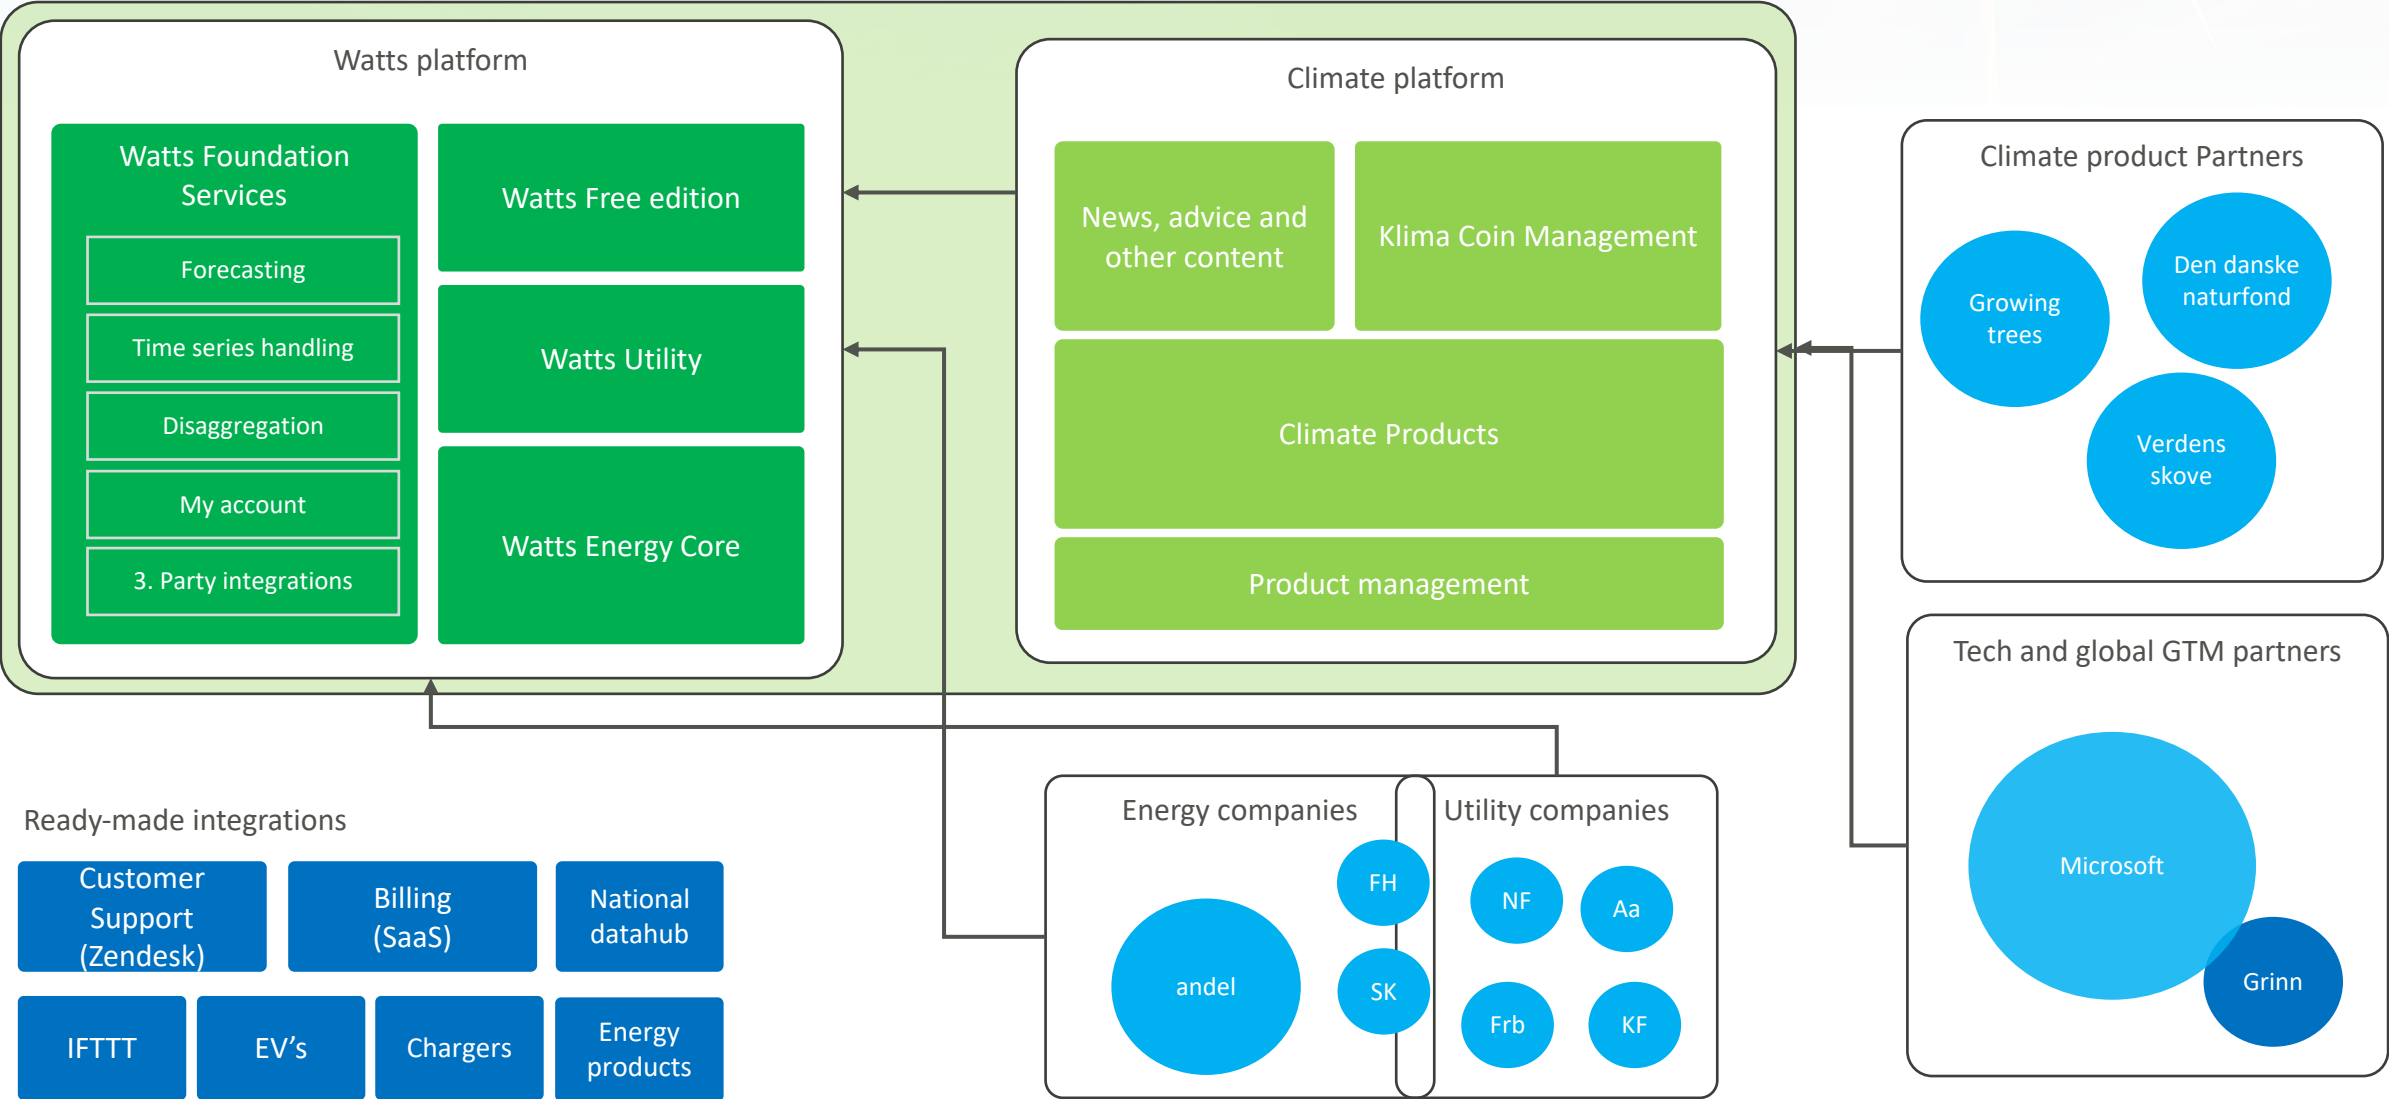 Watts platform
Watts Foundation
Services
Forecasting
Time series handling
Disaggregation
My account
3. Party integrations
Watts Free edition
Watts Utility
Watts Energy Core
Climate platform
News, advice and
other content
Klima Coin Management
Climate Products
Product management
Climate product Partners
Growing
trees
Den danske
naturfond
Verdens
skove
Tech and global GTM partners
Microsoft
Grinn
Energy companies
andel
FH
SK
Utility companies
NF
Aa
Frb
KF
Ready-made integrations
Customer
Support
(Zendesk)
Billing
(SaaS)
National
datahub
IFTTT
EV’s
Chargers
Energy
products